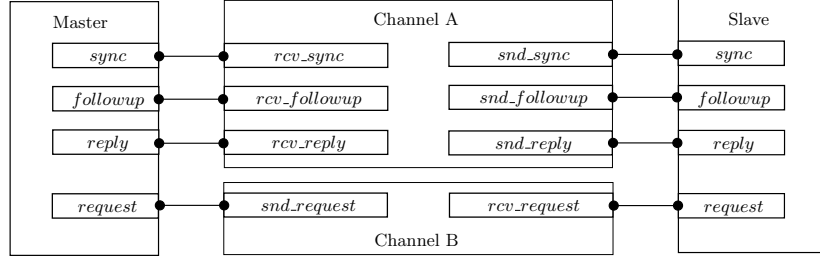 Master Channel A Slave
sync rcv_sync snd_sync sync
followup rcv_followup snd_followup followup
reply rcv_reply snd_reply reply
request snd_request rcv_request request
Channel B